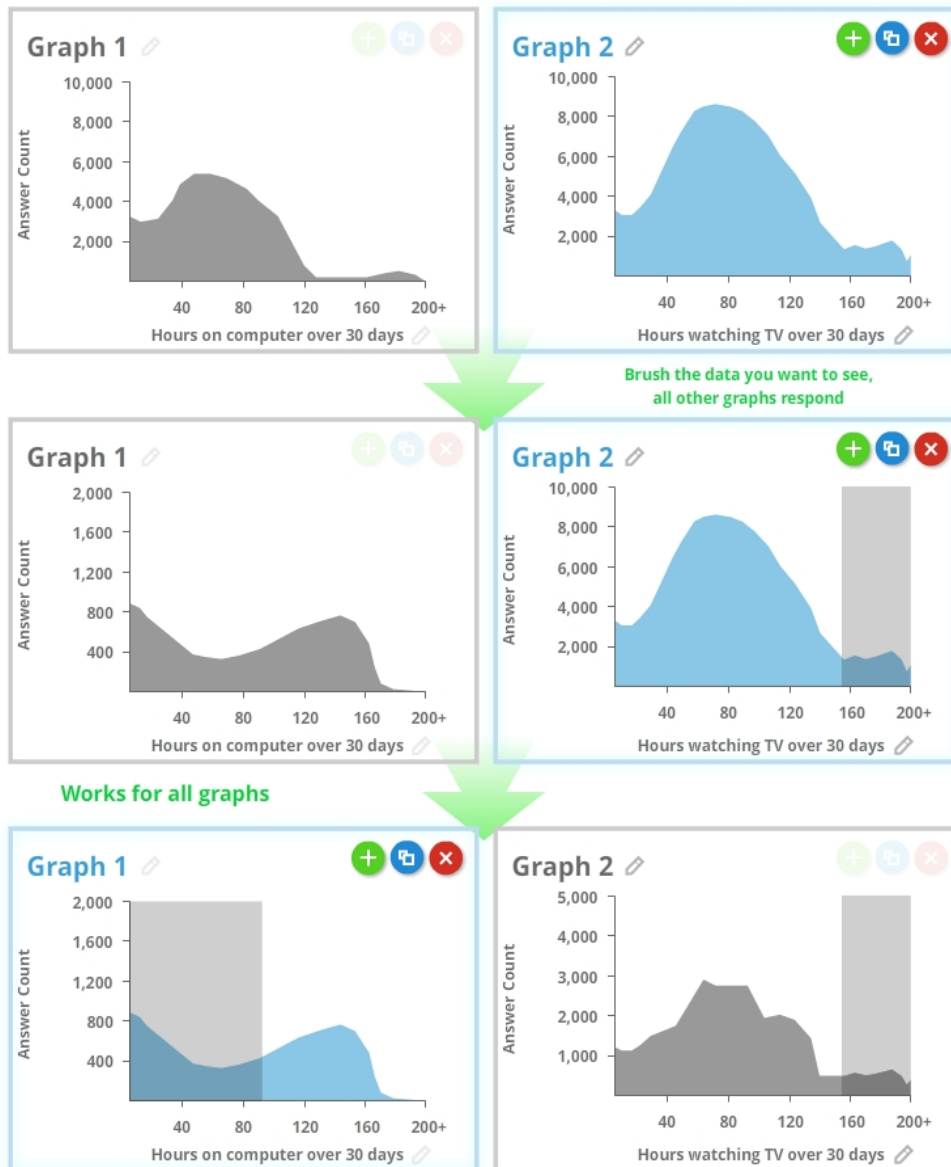 Graph 1
10,000
8,000
6,000
4,000
2,000
Answer Count
40 80 120 160 200+
Hours on computer over 30 days
Graph 2
10,000
8,000
6,000
4,000
2,000
Answer Count
40 80 120 160 200+
Hours watching TV over 30 days
Brush the data you want to see,
all other graphs respond
Graph 1
2,000
1,600
1,200
800
400
Answer Count
40 80 120 160 200+
Hours on computer over 30 days
Graph 2
10,000
8,000
6,000
4,000
2,000
Answer Count
40 80 120 160 200+
Hours watching TV over 30 days
Works for all graphs
Graph 1
2,000
1,600
1,200
800
400
Answer Count
40 80 120 160 200+
Hours on computer over 30 days
Graph 2
5,000
4,000
3,000
2,000
1,000
Answer Count
40 80 120 160 200+
Hours watching TV over 30 days